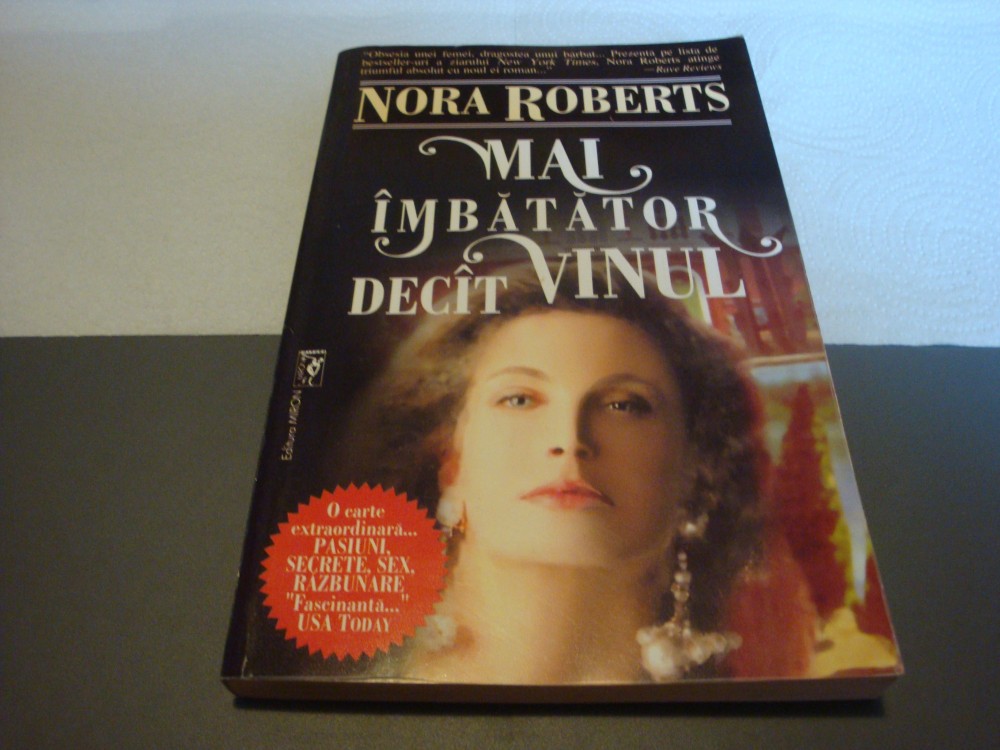 "Obsesia unei femei, dragostea unui bărbat... Prezentă pe lista de
bestseller-uri a ziarului New York Times, Nora Roberts atinge
triumful absolut cu noul ei roman..." —Rave Reviews
NORA ROBERTS
MAI
ÎMBĂTĂTOR
DECÎT VINUL
Editura MIRON
O carte
extraordinară...
PASIUNI,
SECRETE, SEX,
RĂZBUNARE
"Fascinantă..."
USA TODAY